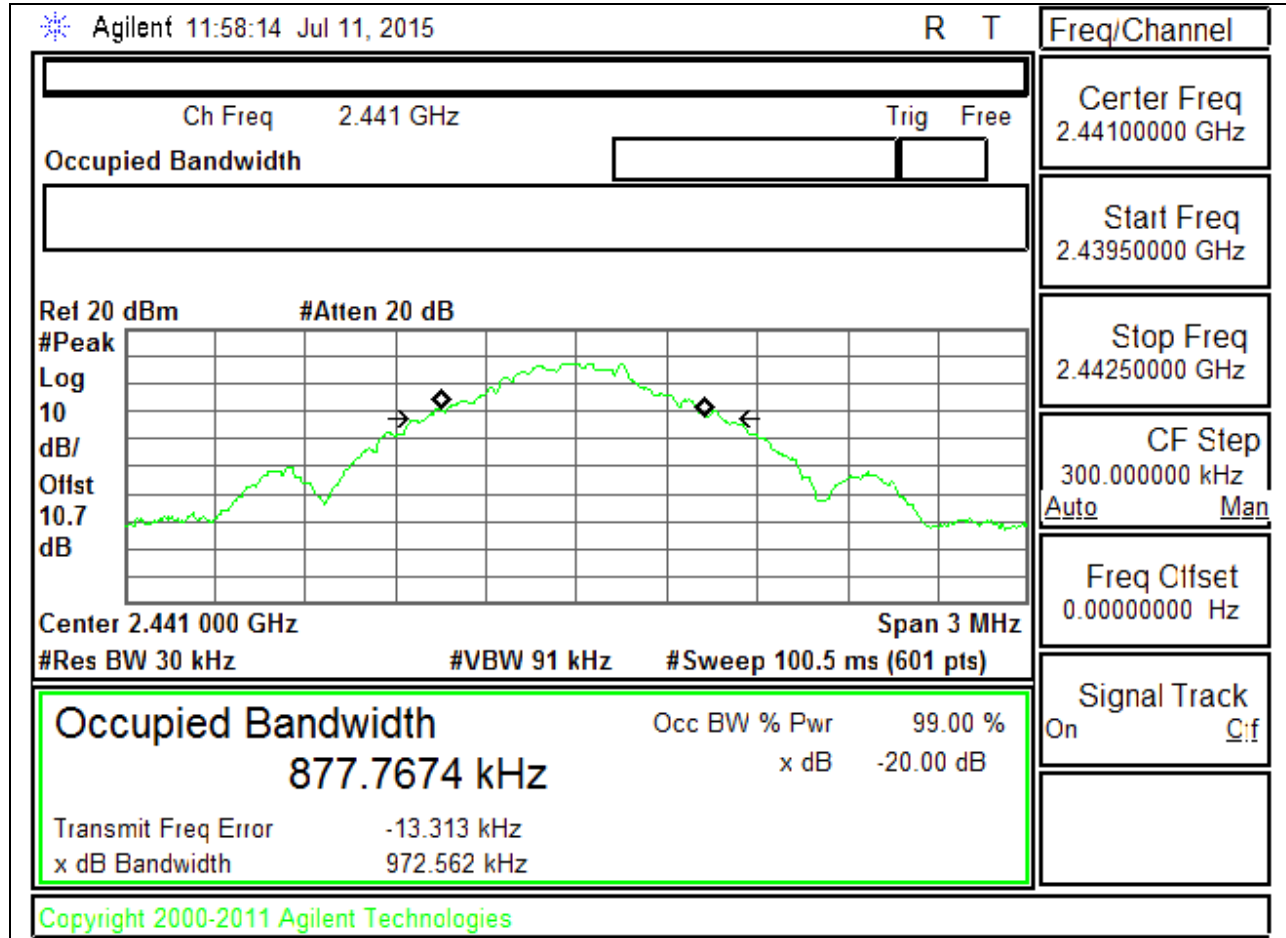 Agilent 11:58:14 Jul 11, 2015 R T
Freq/Channel
Ch Freq 2.441 GHz Trig Free
Occupied Bandwidth
Center Freq
2.44100000 GHz
Start Freq
2.43950000 GHz
Stop Freq
2.44250000 GHz
CF Step
300.000000 kHz
Auto Man
Freq Offset
0.00000000 Hz
Signal Track
On Off
Ref 20 dBm #Atten 20 dB
#Peak
Log
10
dB/
Offst
10.7
dB
Center 2.441 000 GHz Span 3 MHz
#Res BW 30 kHz #VBW 91 kHz #Sweep 100.5 ms (601 pts)
Occupied Bandwidth
877.7674 kHz
Occ BW % Pwr 99.00 %
x dB -20.00 dB
Transmit Freq Error -13.313 kHz
x dB Bandwidth 972.562 kHz
Copyright 2000-2011 Agilent Technologies